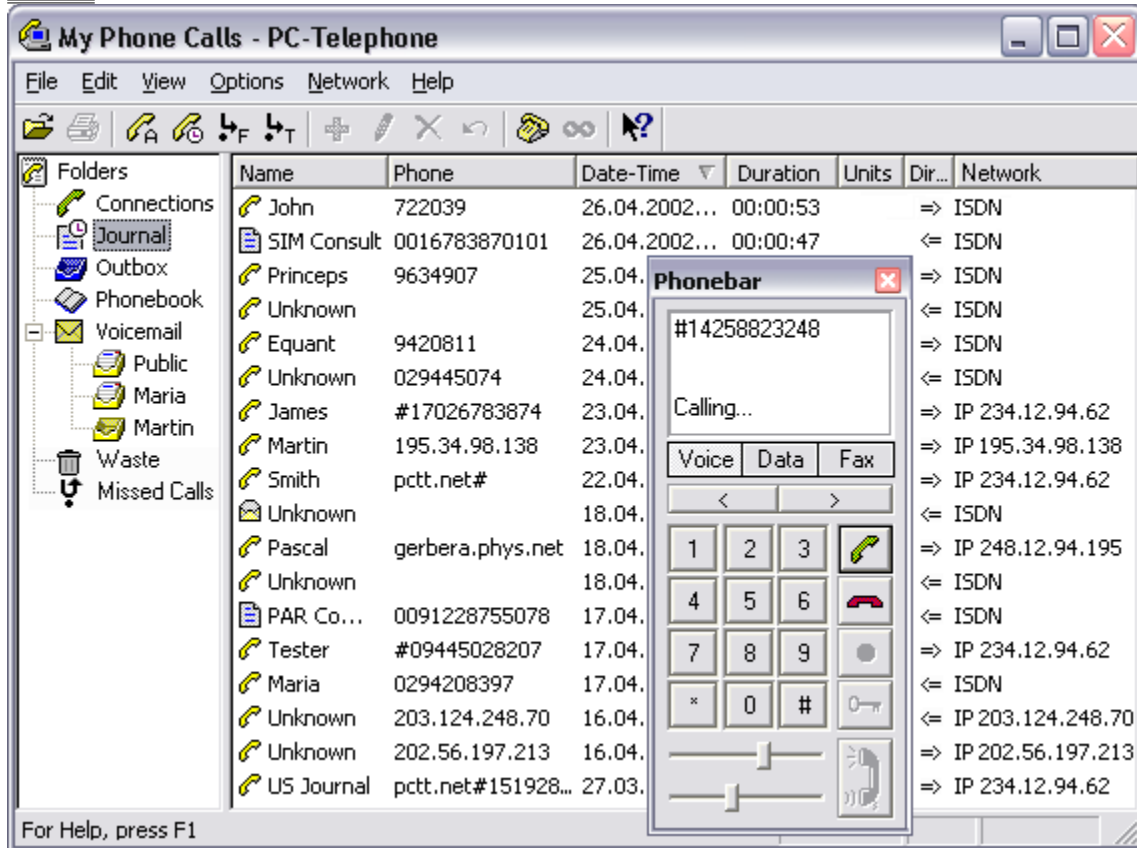 My Phone Calls - PC-Telephone
File Edit View Options Network Help
A F T
Folders
Connections
Journal
Outbox
Phonebook
Voicemail
Public
Maria
Martin
Waste
Missed Calls
Name Phone Date-Time Duration Units Dir... Network
John 722039 26.04.2002... 00:00:53 => ISDN
SIM Consult 0016783870101 26.04.2002... 00:00:47 <= ISDN
Princeps 9634907 25.04. => ISDN
Unknown 25.04. <= ISDN
Equant 9420811 24.04. => ISDN
Unknown 029445074 24.04. <= ISDN
James #17026783874 23.04. => IP 234.12.94.62
Martin 195.34.98.138 23.04. => IP 195.34.98.138
Smith pctt.net# 22.04. => IP 234.12.94.62
Unknown 18.04. <= ISDN
Pascal gerbera.phys.net 18.04. => IP 248.12.94.195
Unknown 18.04. <= ISDN
PAR Co... 0091228755078 17.04. <= ISDN
Tester #09445028207 17.04. => IP 234.12.94.62
Maria 0294208397 17.04. <= ISDN
Unknown 203.124.248.70 16.04. <= IP 203.124.248.70
Unknown 202.56.197.213 16.04. => IP 202.56.197.213
US Journal pctt.net#151928... 27.03. => IP 234.12.94.62
Phonebar
#14258823248
Calling...
Voice Data Fax
< >
1 2 3
4 5 6
7 8 9
* 0 #
For Help, press F1